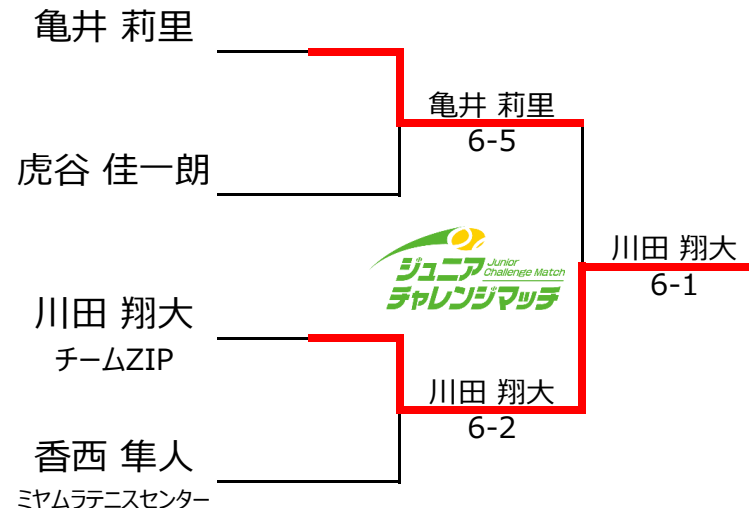 亀井 莉里
亀井 莉里
6-5
虎谷 佳一朗
ジュニア Junior Challenge Match
チャレンジマッチ
川田 翔大
6-1
川田 翔大
チームZIP
川田 翔大
6-2
香西 隼人
ミヤムラテニスセンター